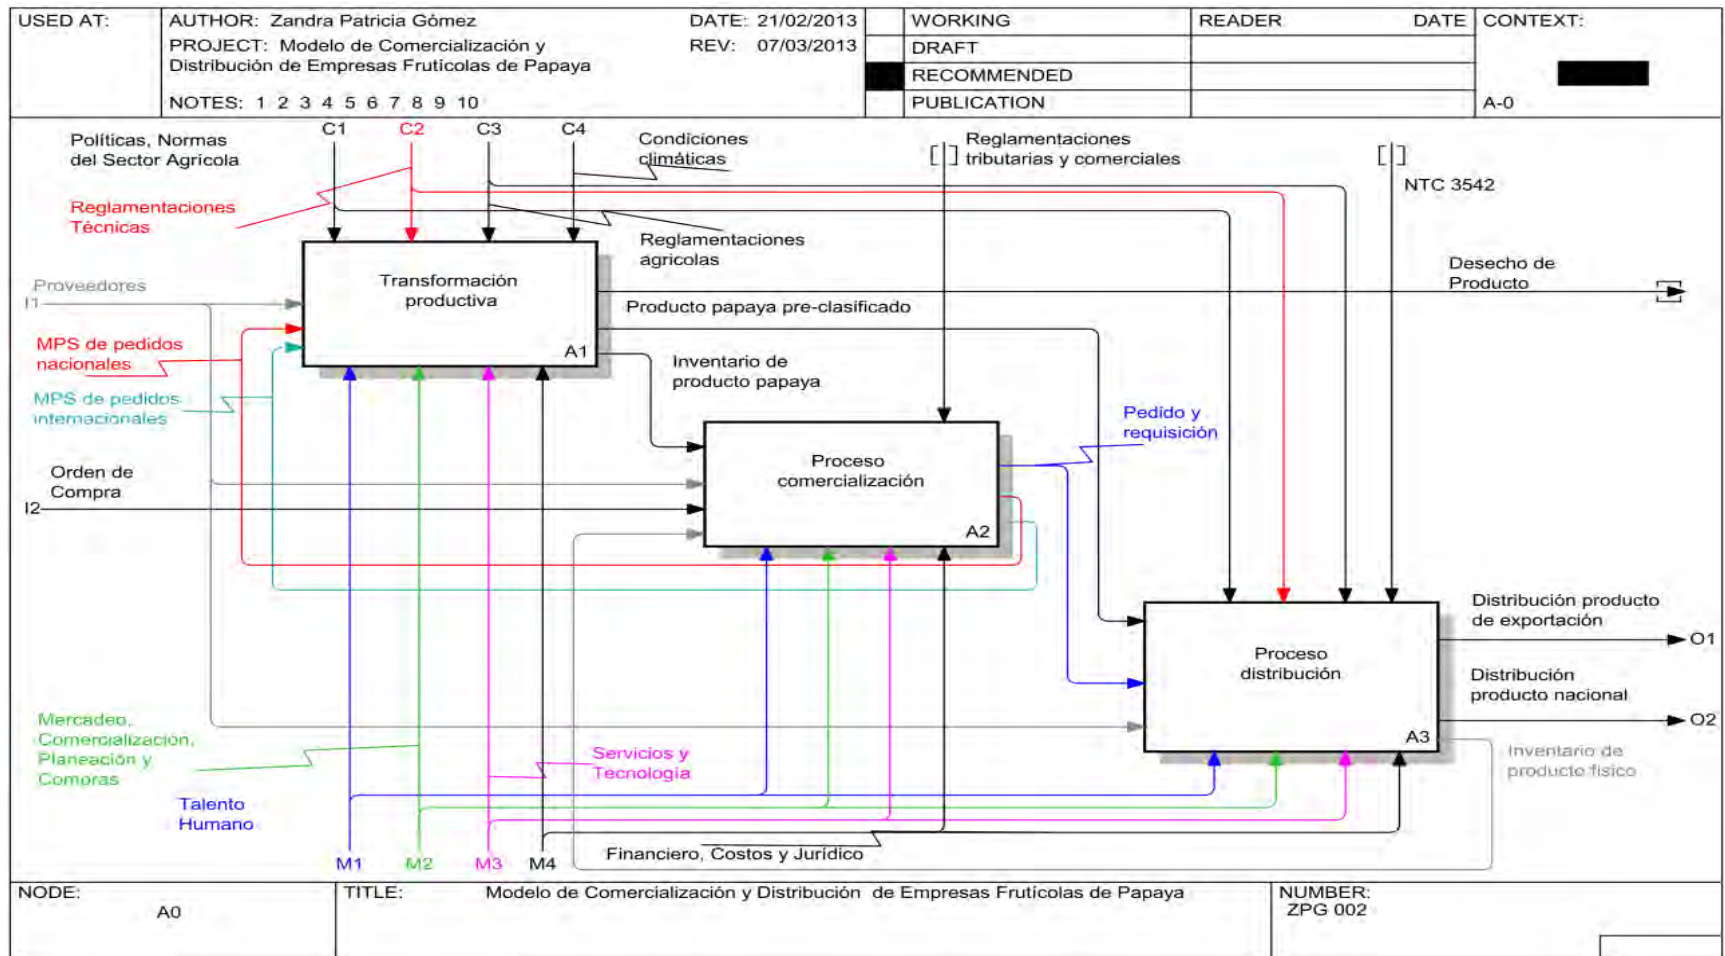 USED AT:
AUTHOR: Zandra Patricia Gómez
DATE: 21/02/2013
PROJECT: Modelo de Comercialización y
Distribución de Empresas Frutícolas de Papaya
REV: 07/03/2013
NOTES: 1 2 3 4 5 6 7 8 9 10
WORKING
DRAFT
RECOMMENDED
PUBLICATION
READER
DATE
CONTEXT:
A-0
C1
C2
C3
C4
Políticas, Normas
del Sector Agrícola
Condiciones
climáticas
Reglamentaciones
tributarias y comerciales
NTC 3542
Reglamentaciones
Técnicas
Reglamentaciones
agrícolas
Transformación
productiva
A1
Desecho de
Producto
Proveedores
I1
Producto papaya pre-clasificado
MPS de pedidos
nacionales
Inventario de
producto papaya
MPS de pedidos
internacionales
Pedido y
requisición
Orden de
Compra
I2
Proceso
comercialización
A2
Distribución producto
de exportación
O1
Proceso
distribución
A3
Distribución
producto nacional
O2
Inventario de
producto fisico
Mercadeo,
Comercialización,
Planeación y
Compras
Servicios y
Tecnología
Talento
Humano
Financiero, Costos y Jurídico
M1
M2
M3
M4
NODE:
A0
TITLE:
Modelo de Comercialización y Distribución de Empresas Frutícolas de Papaya
NUMBER:
ZPG 002